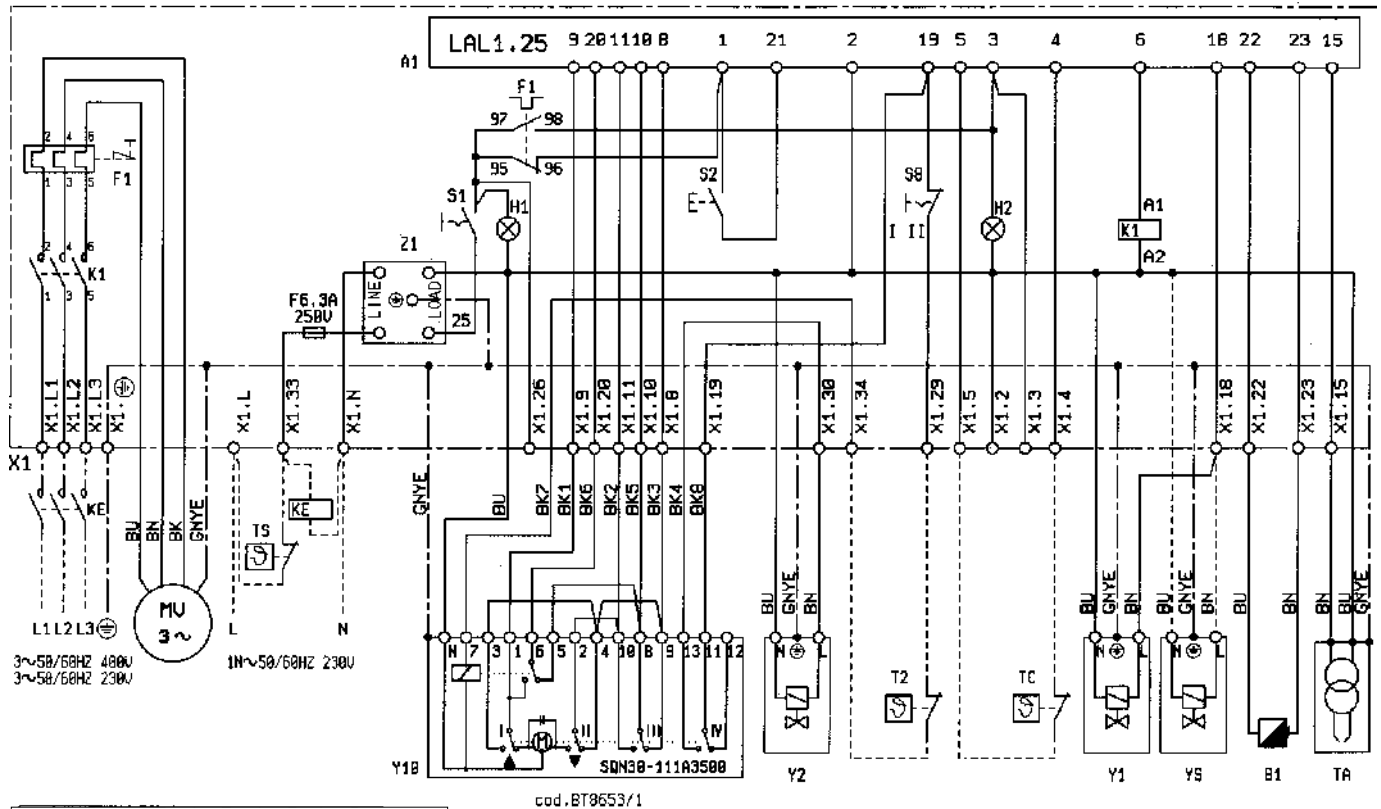 LAL1.25 9 20 11 10 8 1 21 2 19 5 3 4 6 18 22 23 15
A1
F1
97 98
95 96
2 4 6
F1
1 3 5
S1
H1
S2
S8
I II
H2
A1
K1
A2
2 4 6
K1
1 3 5
Z1
LINE
LOAD
25
F6.3A
250V
X1.L1
X1.L2
X1.L3
X1.
X1.L
X1.33
X1.N
X1.26
X1.9
X1.20
X1.11
X1.10
X1.8
X1.19
X1.30
X1.34
X1.29
X1.5
X1.2
X1.3
X1.4
X1.18
X1.22
X1.23
X1.15
X1
KE
BU
BN
BK
GNYE
TS
KE
GNYE
BU
BK7
BK1
BK6
BK2
BK5
BK3
BK4
BK8
BU
GNYE
BN
BU
GNYE
BN
BU
GNYE
BN
BU
BN
BU
GNYE
MV
3~
L1 L2 L3
L
N
3~50/60HZ 400V
3~50/60HZ 230V
1N~50/60HZ 230V
N 7 3 1 6 5 2 4 10 8 9 13 11 12
I
M
II
III
IV
Y10
SQN30-111A3500
cod.BT8653/1
N L
Y2
T2
TC
N L
Y1
N L
YS
B1
TA